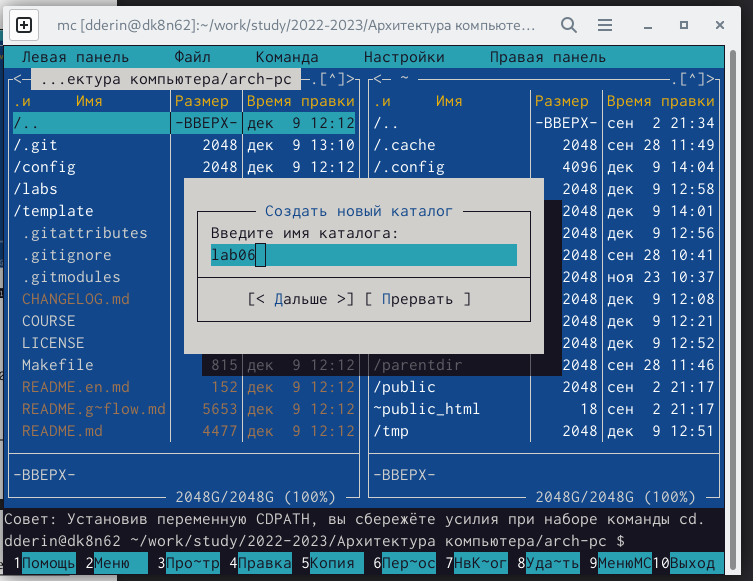 mc [dderin@dk8n62]:~/work/study/2022-2023/Архитектура компьюте...
Левая панель Файл Команда Настройки Правая панель
<— ...ектура компьютера/arch-pc —.[^]> <— ~ —.[^]>
.и Имя Размер Время правки .и Имя Размер Время правки
/.. -ВВЕРХ- дек 9 12:12 /.. -ВВЕРХ- сен 2 21:34
/.git 2048 дек 9 13:10 /.cache 2048 сен 28 11:49
/config 2048 дек 9 12:12 /.config 4096 дек 9 14:04
/labs 2048 дек 9 12:58
/template 2048 дек 9 14:01
Создать новый каталог
.gitattributes Введите имя каталога: 2048 дек 9 12:56
.gitignore lab06 2048 сен 28 10:41
.gitmodules 2048 ноя 23 10:37
CHANGELOG.md [< Дальше >] [ Прервать ] 2048 дек 9 12:08
COURSE 2048 дек 9 12:21
LICENSE 2048 дек 9 12:52
Makefile 815 дек 9 12:12 /parentdir 2048 сен 28 11:46
README.en.md 152 дек 9 12:12 /public 2048 сен 2 21:17
README.g~flow.md 5653 дек 9 12:12 ~public_html 18 сен 2 21:17
README.md 4477 дек 9 12:12 /tmp 2048 дек 9 12:51
-ВВЕРХ- -ВВЕРХ-
2048G/2048G (100%) 2048G/2048G (100%)
Совет: Установив переменную CDPATH, вы сбережёте усилия при наборе команды cd.
dderin@dk8n62 ~/work/study/2022-2023/Архитектура компьютера/arch-pc $
1Помощь 2Меню 3Про~тр 4Правка 5Копия 6Пер~ос 7НвК~ог 8Уда~ть 9МенюMC 10Выход